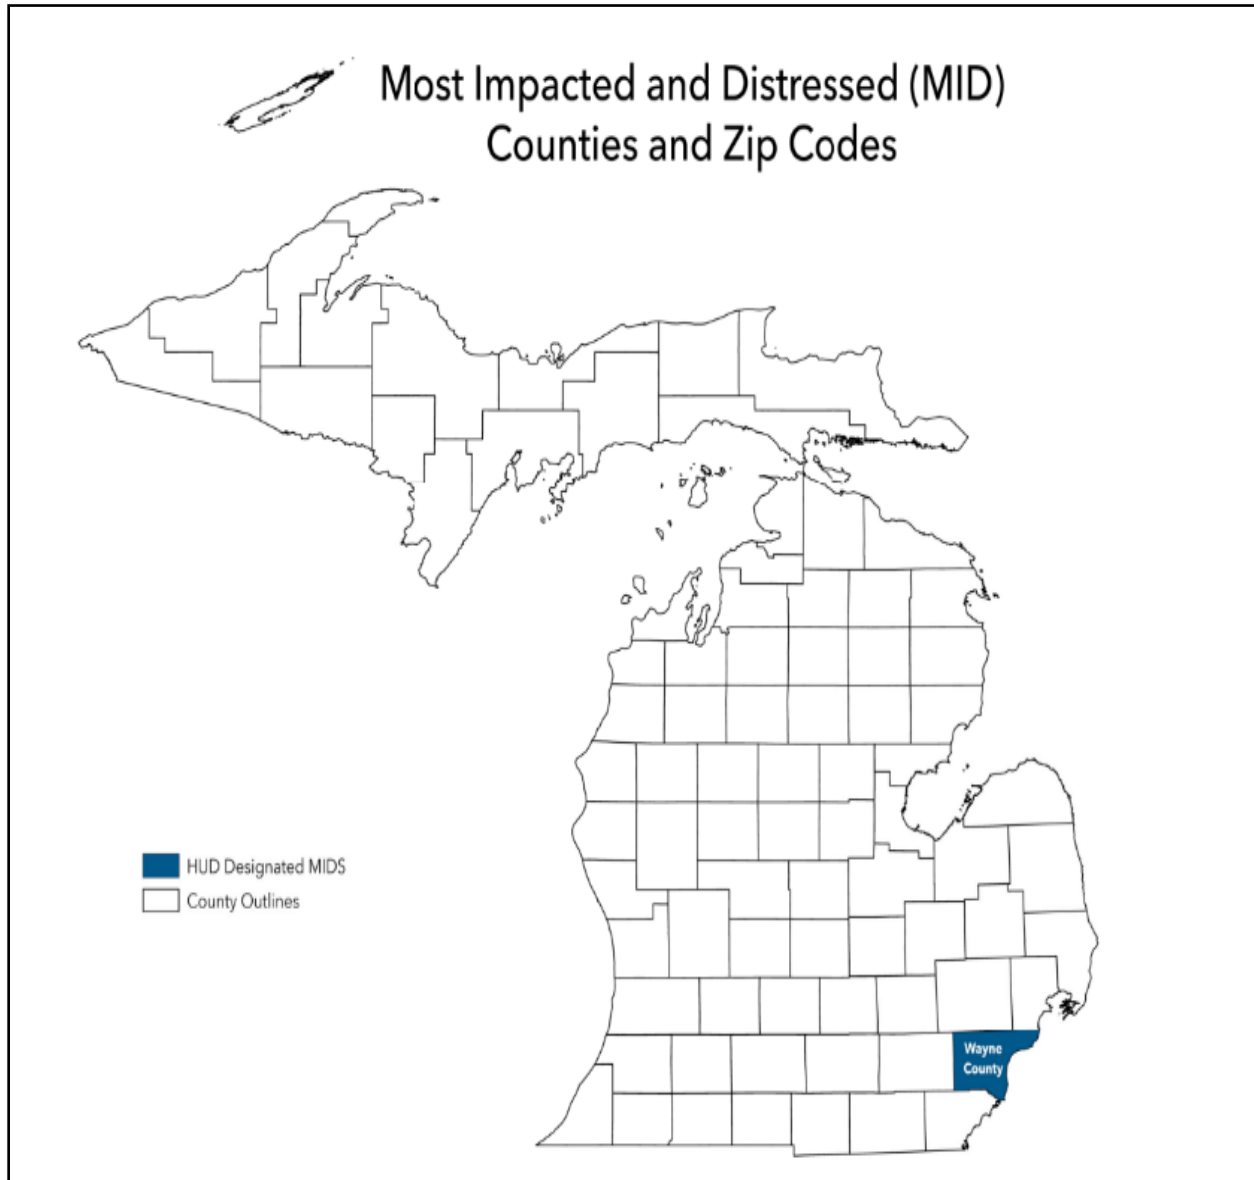 Most Impacted and Distressed (MID)
Counties and Zip Codes
HUD Designated MIDS
County Outlines
Wayne
County